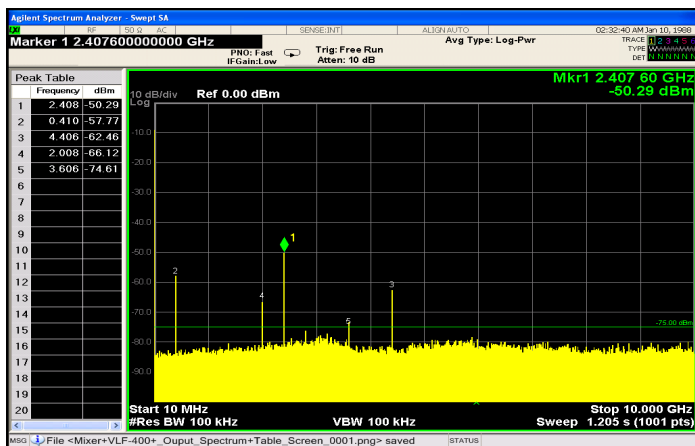 Agilent Spectrum Analyzer - Swept SA
RF 50 Ω AC SENSE:INT ALIGN AUTO 02:32:40 AM Jan 10, 1988
Marker 1 2.407600000000 GHz
PNO: Fast
IFGain:Low
Trig: Free Run
Atten: 10 dB
Avg Type: Log-Pwr
TRACE 1 2 3 4 5 6
TYPE
DET N N N N N N
Peak Table
Frequency dBm
1 2.408 -50.29
2 0.410 -57.77
3 4.406 -62.46
4 2.008 -66.12
5 3.606 -74.61
6
7
8
9
10
11
12
13
14
15
16
17
18
19
20
Mkr1 2.407 60 GHz
-50.29 dBm
10 dB/div Ref 0.00 dBm
Log
-10.0
-20.0
-30.0
-40.0
-50.0
-60.0
-70.0
-80.0
-90.0
1
2
3
4
5
-75.00 dBm
Start 10 MHz Stop 10.000 GHz
#Res BW 100 kHz VBW 100 kHz Sweep 1.205 s (1001 pts)
MSG File <Mixer+VLF-400+_Ouput_Spectrum+Table_Screen_0001.png> saved STATUS